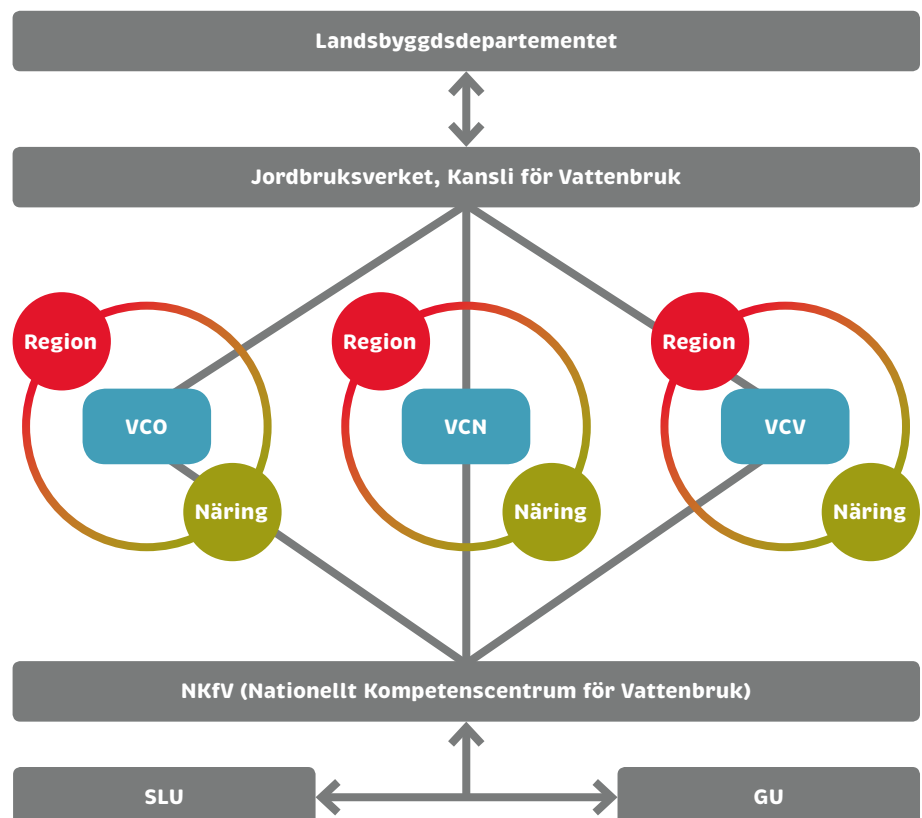 Landsbyggdsdepartementet
Jordbruksverket, Kansli för Vattenbruk
Region
Region
Region
VCO
VCN
VCV
Näring
Näring
Näring
NKfV (Nationellt Kompetenscentrum för Vattenbruk)
SLU
GU